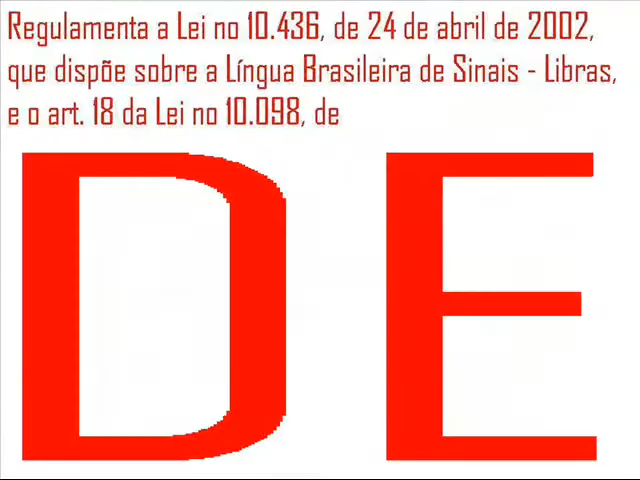 Regulamenta a Lei no 10.436, de 24 de abril de 2002,
que dispõe sobre a Língua Brasileira de Sinais - Libras,
e o art. 18 da Lei no 10.098, de
DE